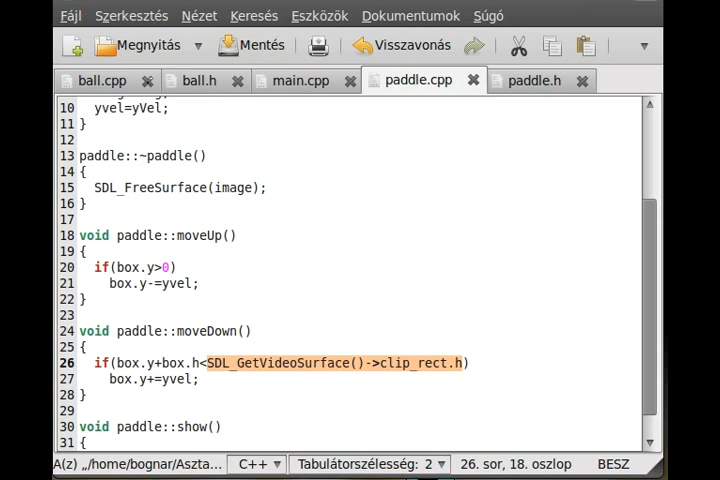 Fájl Szerkesztés Nézet Keresés Eszközök Dokumentumok Súgó
Megnyitás Mentés Visszavonás
ball.cpp ball.h main.cpp paddle.cpp paddle.h
10 yvel=yVel;
11 }
12
13 paddle::~paddle()
14 {
15 SDL_FreeSurface(image);
16 }
17
18 void paddle::moveUp()
19 {
20 if(box.y>0)
21 box.y-=yvel;
22 }
23
24 void paddle::moveDown()
25 {
26 if(box.y+box.h<SDL_GetVideoSurface()->clip_rect.h)
27 box.y+=yvel;
28 }
29
30 void paddle::show()
31 {
A(z) „/home/bognar/Aszta... C++ Tabulátorszélesség: 2 26. sor, 18. oszlop BESZ